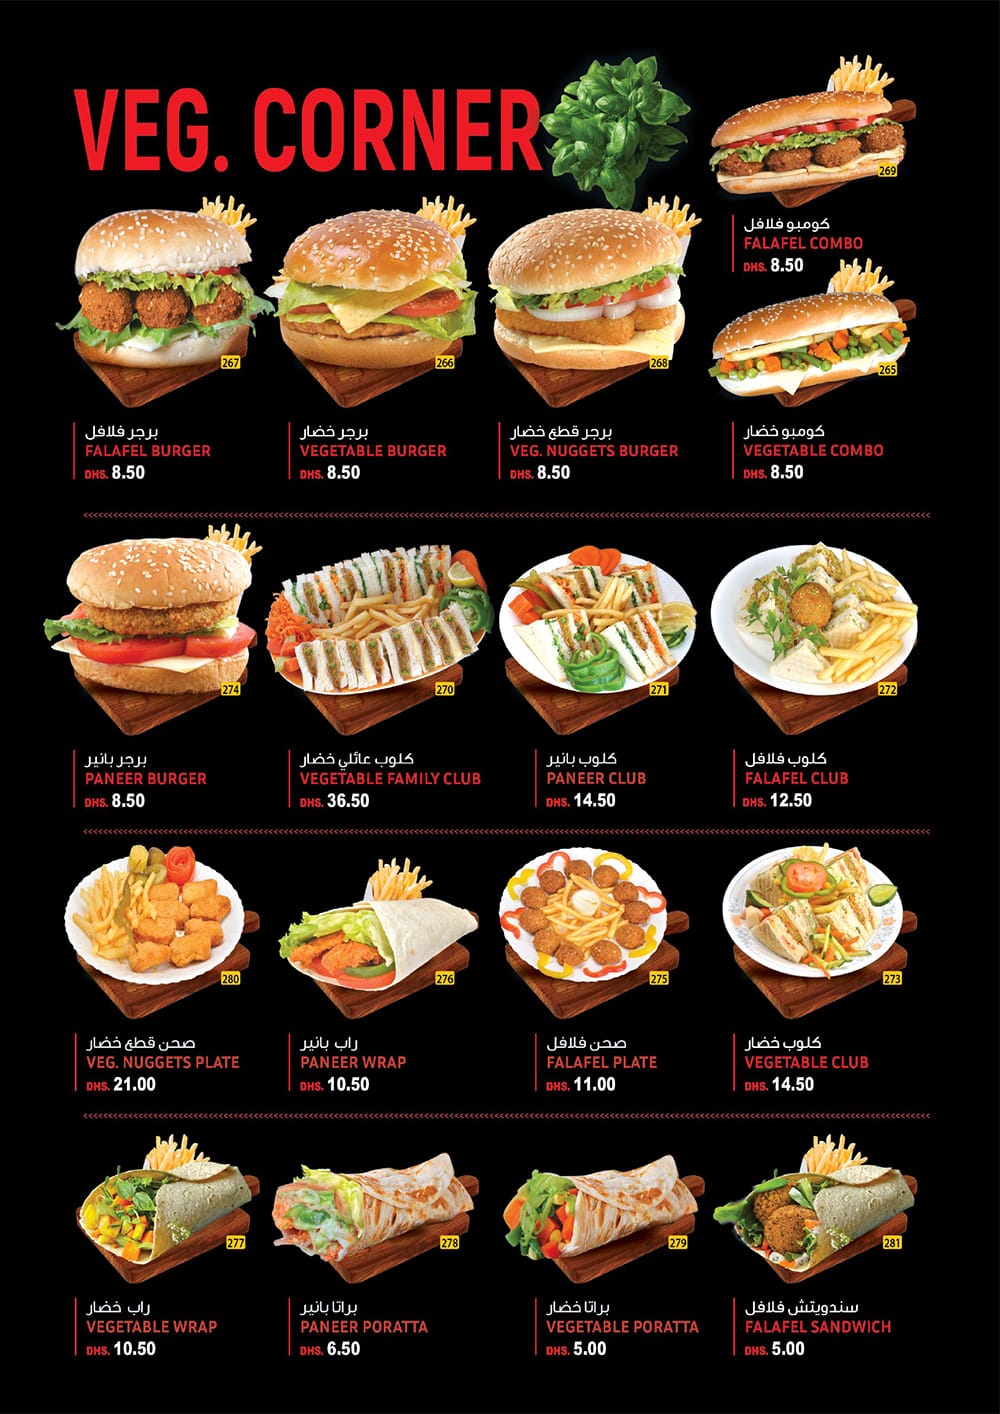 VEG. CORNER
269
كومبو فلافل
FALAFEL COMBO
DHS. 8.50
267
266
268
265
برجر فلافل
FALAFEL BURGER
DHS. 8.50
برجر خضار
VEGETABLE BURGER
DHS. 8.50
برجر قطع خضار
VEG. NUGGETS BURGER
DHS. 8.50
كومبو خضار
VEGETABLE COMBO
DHS. 8.50
274
270
271
272
برجر بانير
PANEER BURGER
DHS. 8.50
كلوب عائلي خضار
VEGETABLE FAMILY CLUB
DHS. 36.50
كلوب بانير
PANEER CLUB
DHS. 14.50
كلوب فلافل
FALAFEL CLUB
DHS. 12.50
280
276
275
273
صحن قطع خضار
VEG. NUGGETS PLATE
DHS. 21.00
راب بانير
PANEER WRAP
DHS. 10.50
صحن فلافل
FALAFEL PLATE
DHS. 11.00
كلوب خضار
VEGETABLE CLUB
DHS. 14.50
277
278
279
281
راب خضار
VEGETABLE WRAP
DHS. 10.50
براتا بانير
PANEER PORATTA
DHS. 6.50
براتا خضار
VEGETABLE PORATTA
DHS. 5.00
سندويتش فلافل
FALAFEL SANDWICH
DHS. 5.00